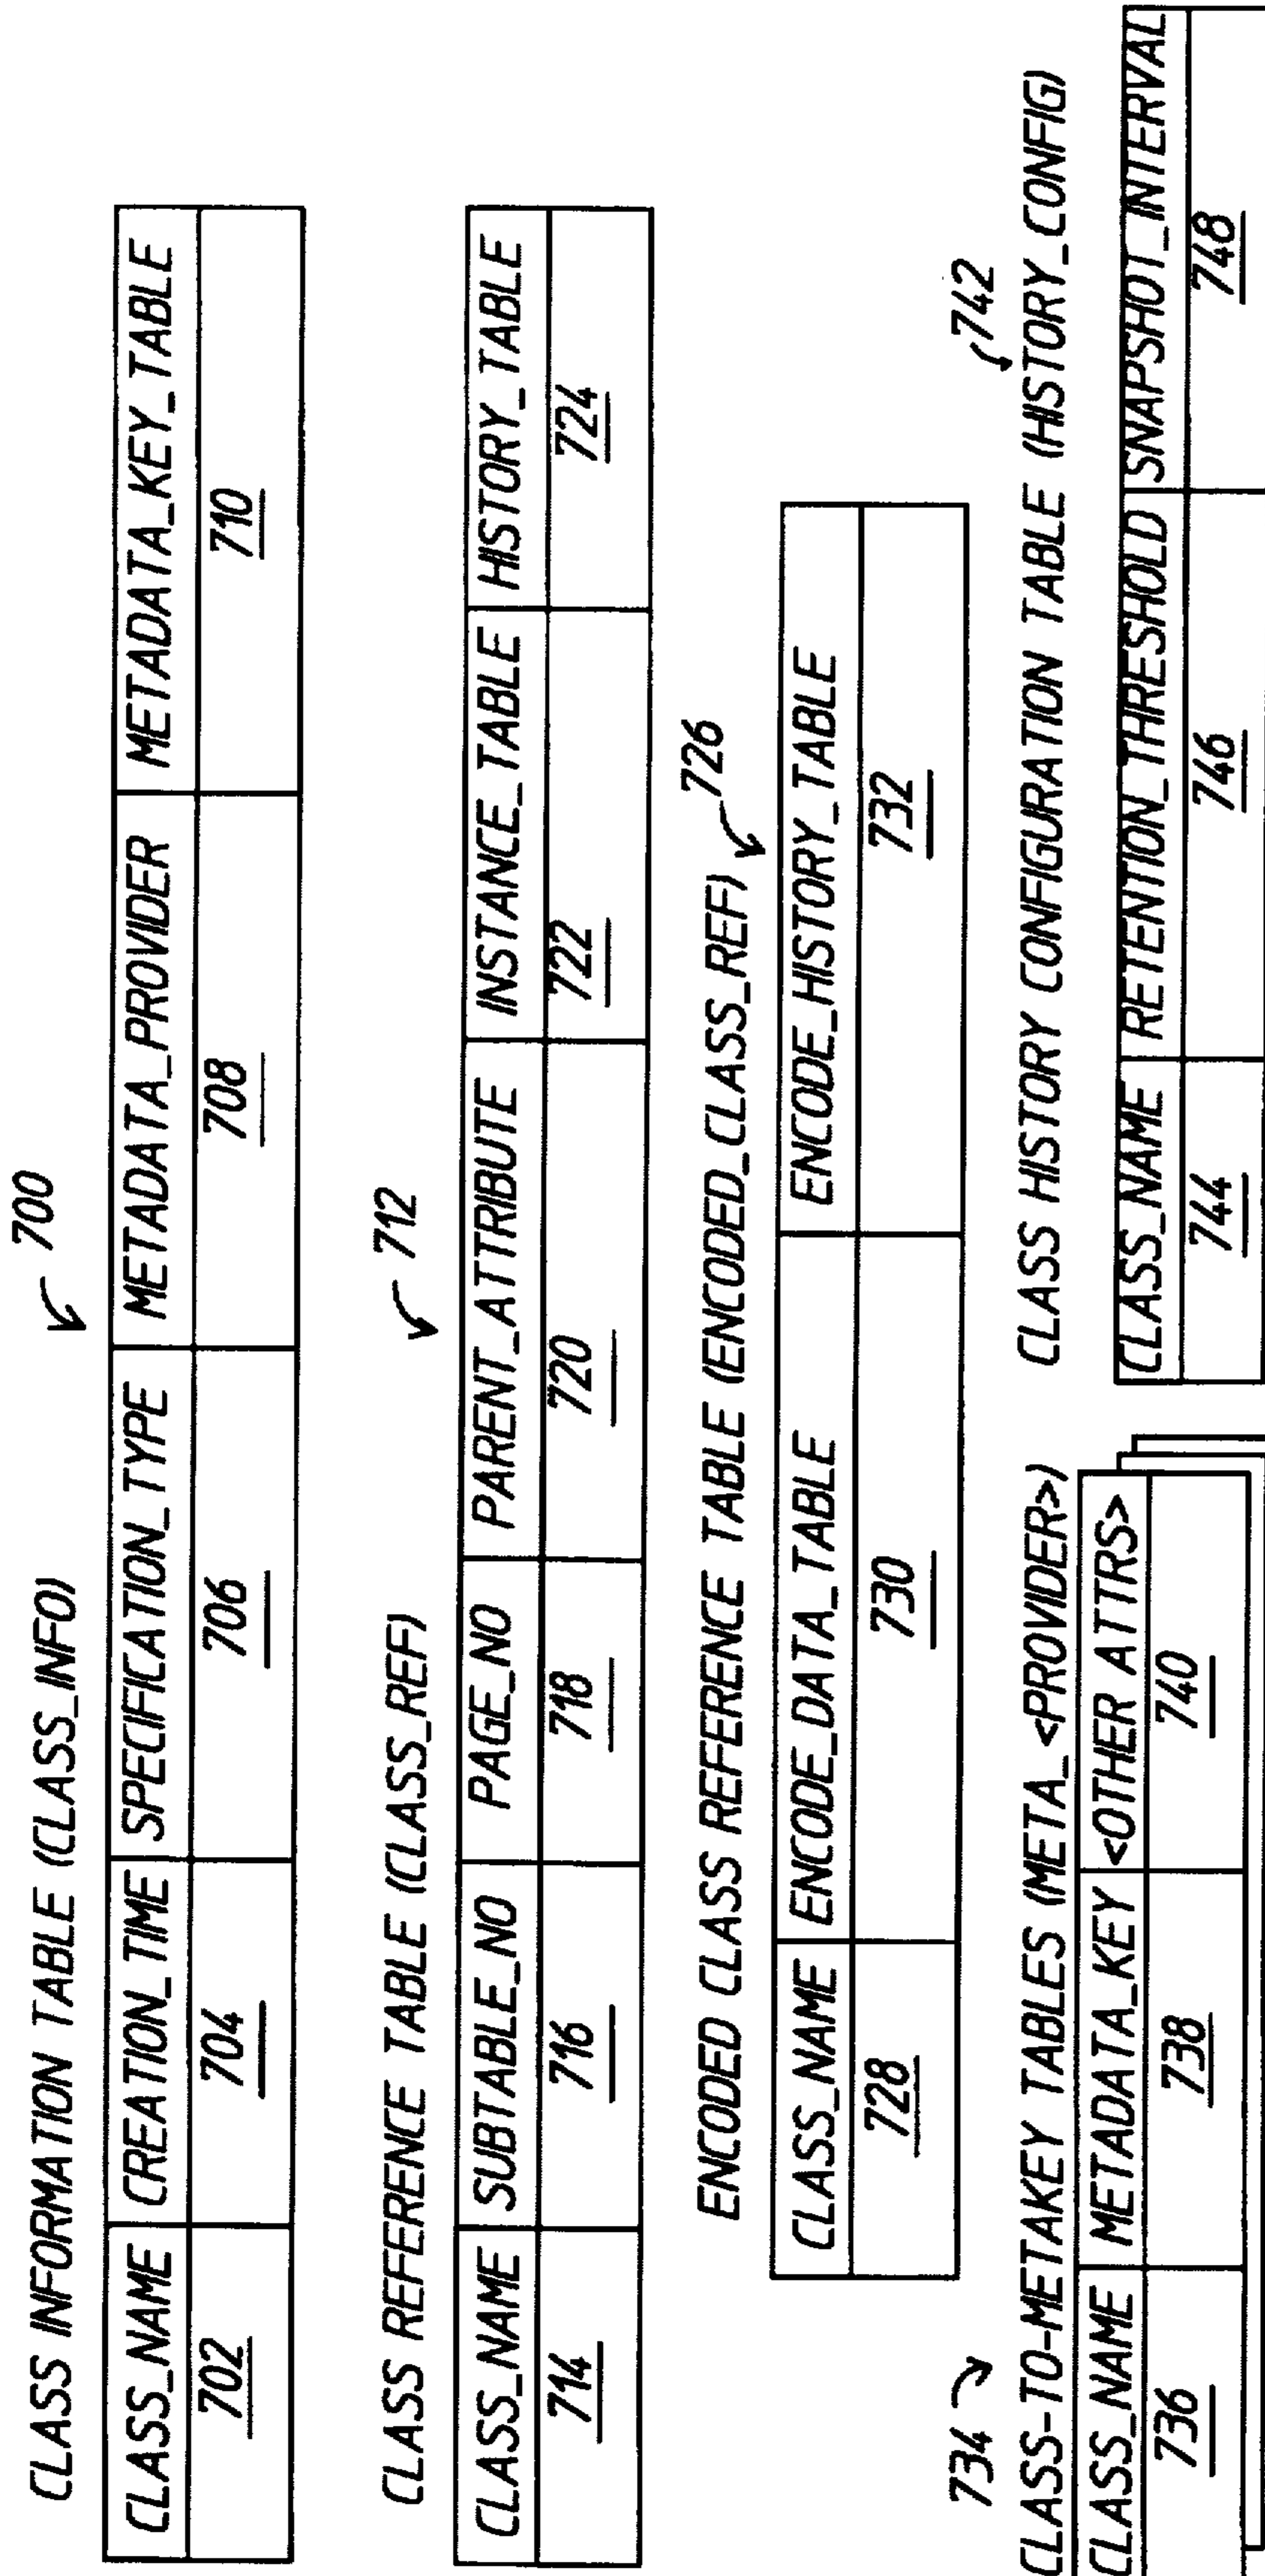 700
CLASS INFORMATION TABLE (CLASS_INFO)
CLASS_NAME CREATION_TIME SPECIFICATION_TYPE METADATA_PROVIDER METADATA_KEY_TABLE
702 704 706 708 710
712
CLASS REFERENCE TABLE (CLASS_REF)
CLASS_NAME SUBTABLE_NO PAGE_NO PARENT_ATTRIBUTE INSTANCE_TABLE HISTORY_TABLE
714 716 718 720 722 724
ENCODED CLASS REFERENCE TABLE (ENCODED_CLASS_REF) 726
CLASS_NAME ENCODE_DATA_TABLE ENCODE_HISTORY_TABLE
728 730 732
734
CLASS-TO-METAKEY TABLES (META_<PROVIDER>)
CLASS_NAME METADATA_KEY <OTHER ATTRS>
736 738 740
742
CLASS HISTORY CONFIGURATION TABLE (HISTORY_CONFIG)
CLASS_NAME RETENTION_THRESHOLD SNAPSHOT_INTERVAL
744 746 748